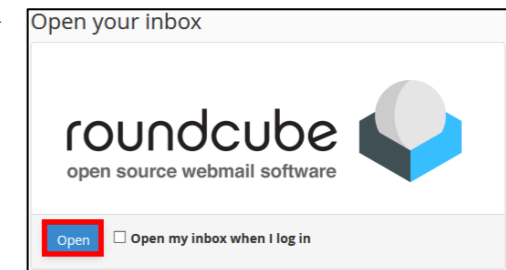 Open your inbox
roundcube
open source webmail software
Open
Open my inbox when I log in